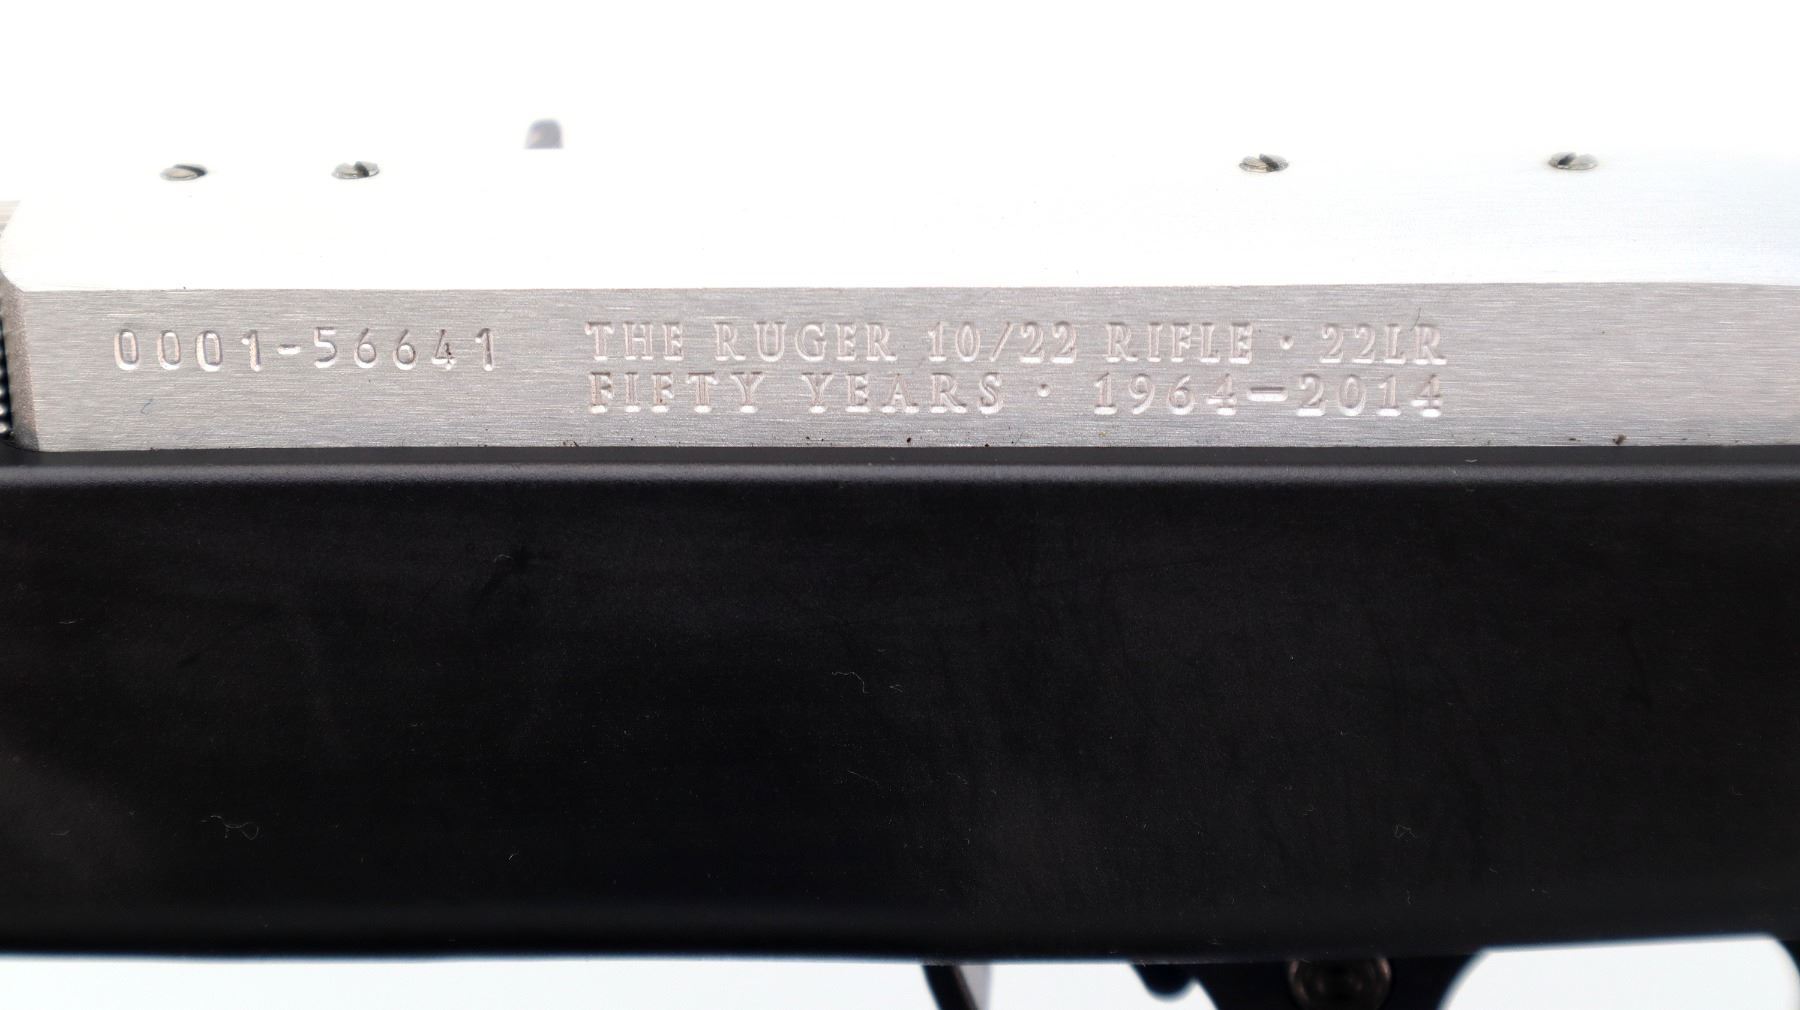 0001-56641
THE RUGER 10/22 RIFLE · 22LR
FIFTY YEARS · 1964–2014